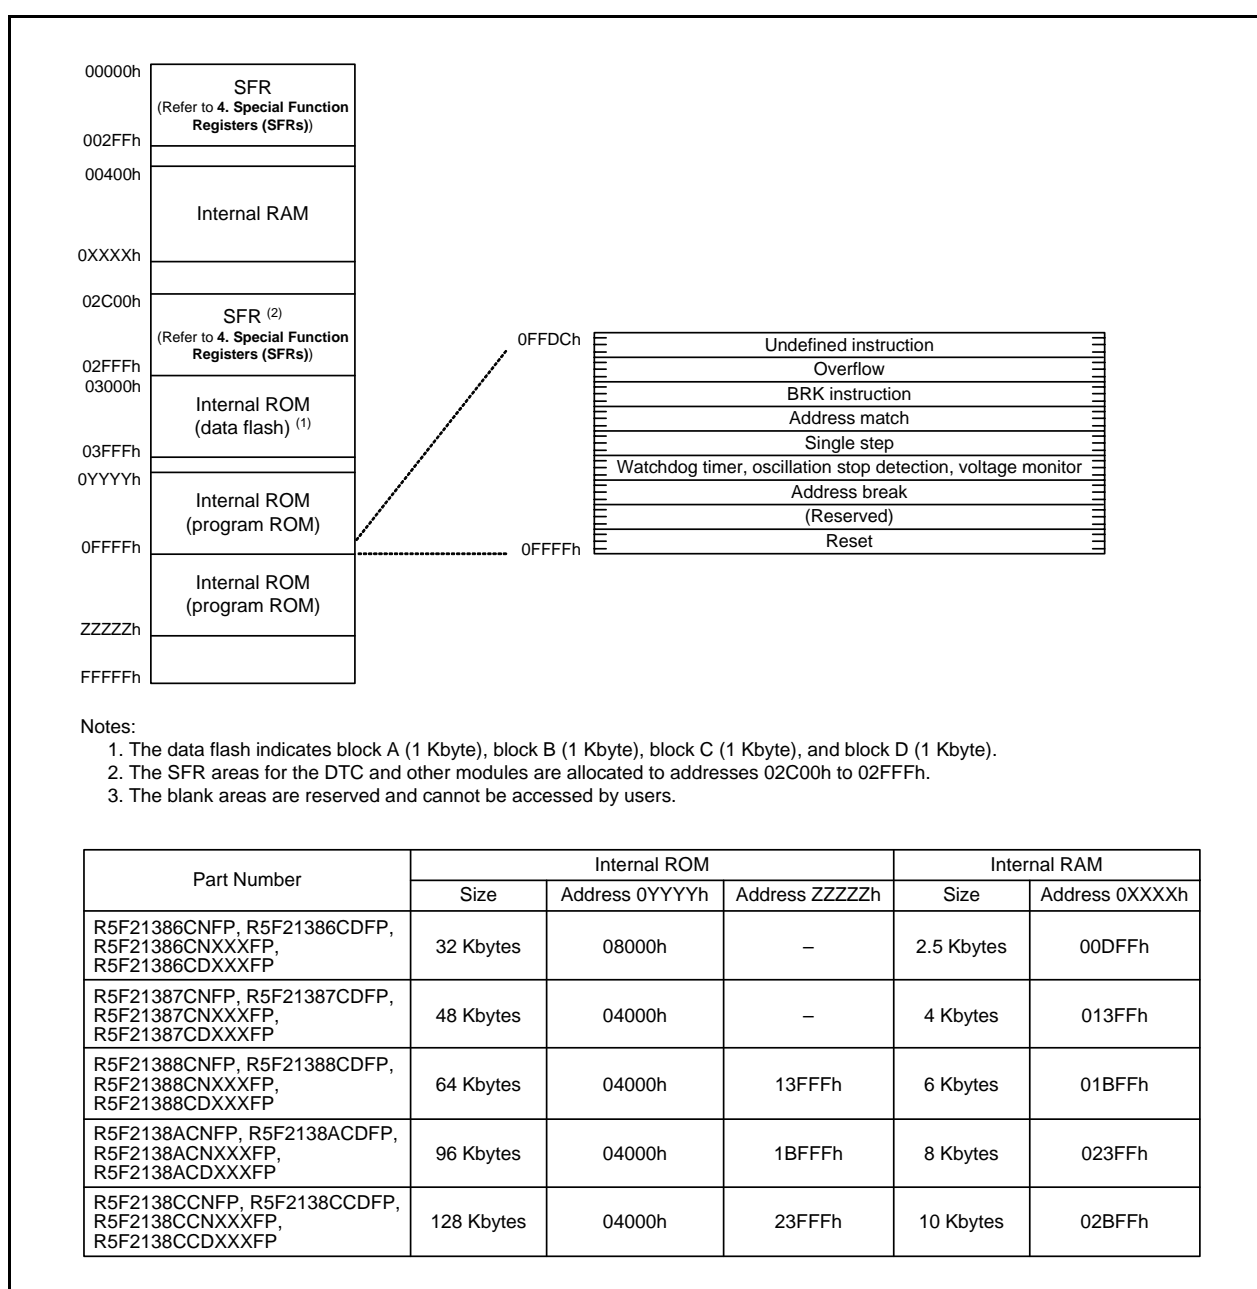 00000h
SFR
(Refer to 4. Special Function
Registers (SFRs))
002FFh
00400h
Internal RAM
0XXXXh
02C00h
SFR (2)
(Refer to 4. Special Function
Registers (SFRs))
02FFFh
03000h
Internal ROM
(data flash) (1)
03FFFh
0YYYYh
Internal ROM
(program ROM)
0FFFFh
Internal ROM
(program ROM)
ZZZZZh
FFFFFh
0FFDCh
Undefined instruction
Overflow
BRK instruction
Address match
Single step
Watchdog timer, oscillation stop detection, voltage monitor
Address break
(Reserved)
0FFFFh
Reset
Notes:
1. The data flash indicates block A (1 Kbyte), block B (1 Kbyte), block C (1 Kbyte), and block D (1 Kbyte).
2. The SFR areas for the DTC and other modules are allocated to addresses 02C00h to 02FFFh.
3. The blank areas are reserved and cannot be accessed by users.
Part Number
Internal ROM
Internal RAM
Size
Address 0YYYYh
Address ZZZZZh
Size
Address 0XXXXh
R5F21386CNFP, R5F21386CDFP,
R5F21386CNXXXFP,
R5F21386CDXXXFP
32 Kbytes
08000h
–
2.5 Kbytes
00DFFh
R5F21387CNFP, R5F21387CDFP,
R5F21387CNXXXFP,
R5F21387CDXXXFP
48 Kbytes
04000h
–
4 Kbytes
013FFh
R5F21388CNFP, R5F21388CDFP,
R5F21388CNXXXFP,
R5F21388CDXXXFP
64 Kbytes
04000h
13FFFh
6 Kbytes
01BFFh
R5F2138ACNFP, R5F2138ACDFP,
R5F2138ACNXXXFP,
R5F2138ACDXXXFP
96 Kbytes
04000h
1BFFFh
8 Kbytes
023FFh
R5F2138CCNFP, R5F2138CCDFP,
R5F2138CCNXXXFP,
R5F2138CCDXXXFP
128 Kbytes
04000h
23FFFh
10 Kbytes
02BFFh